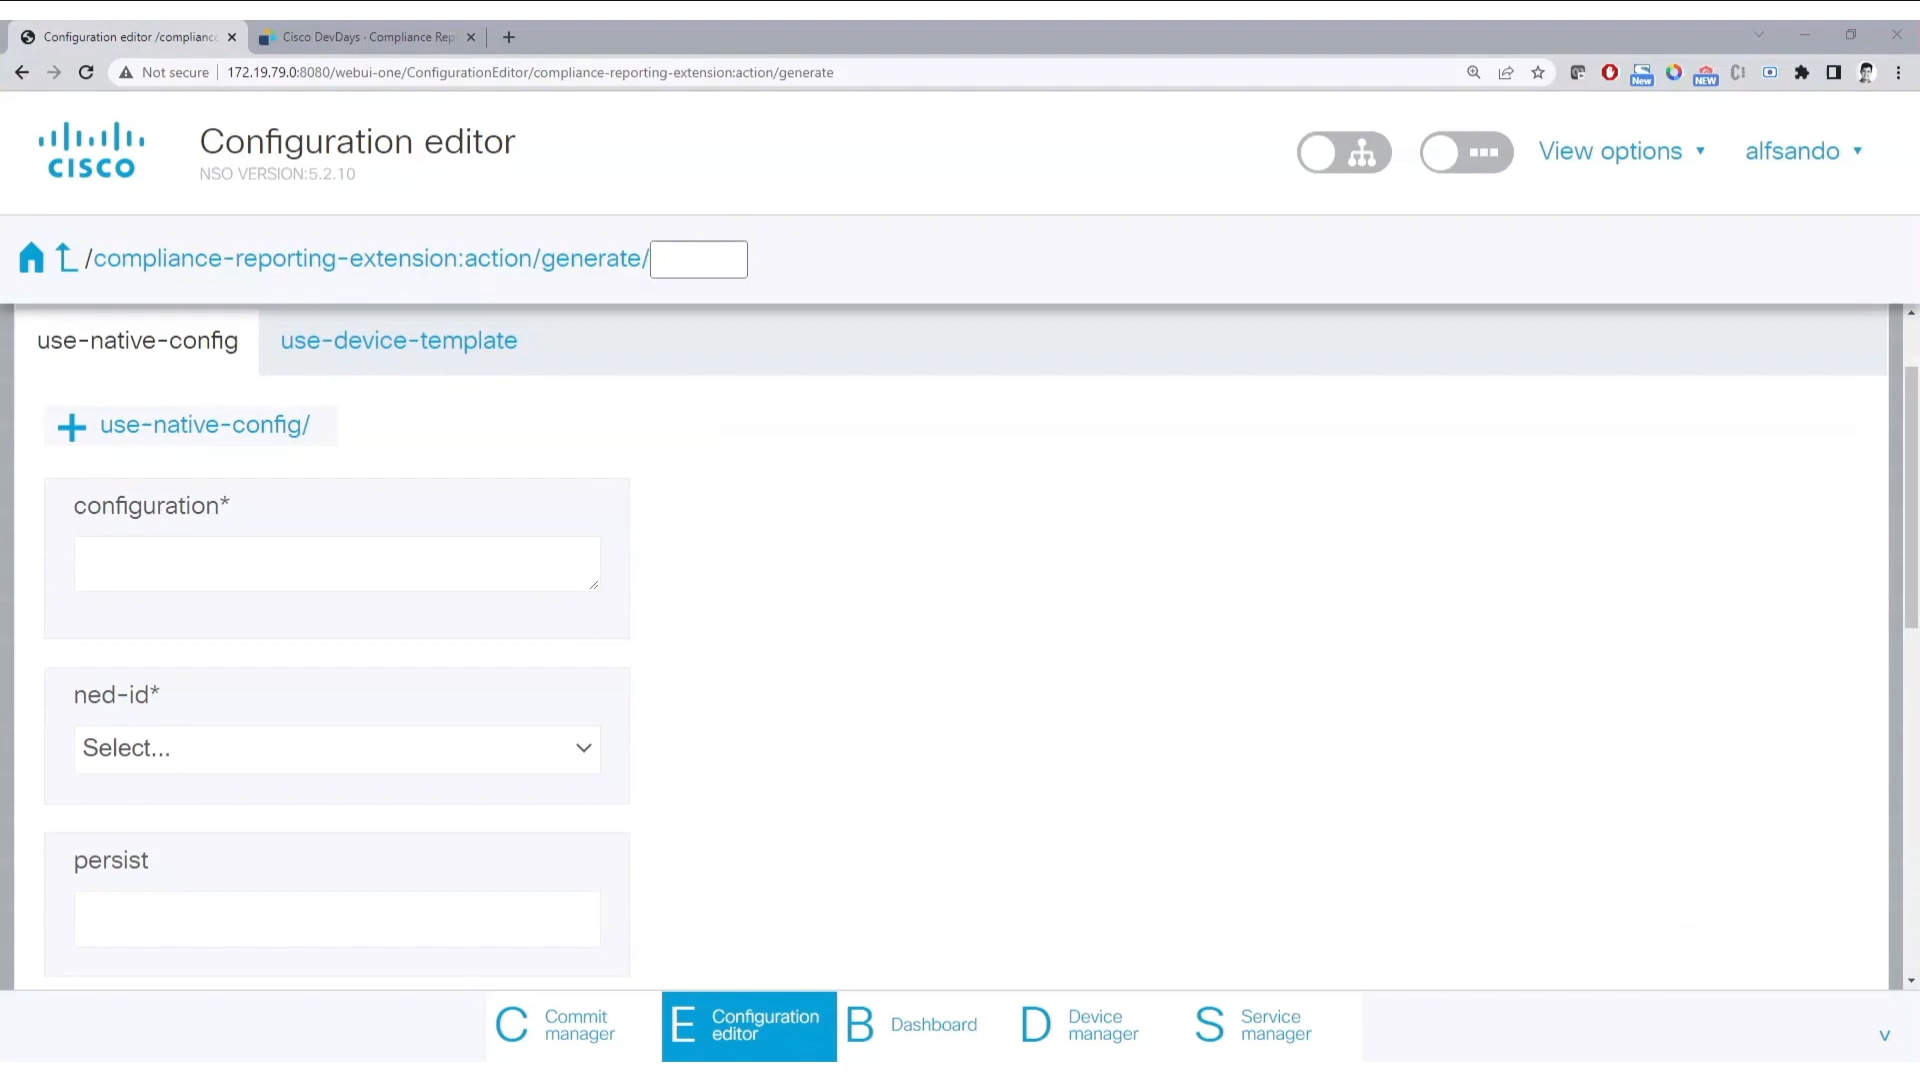 Configuration editor /complianc
Cisco DevDays · Compliance Rep
Not secure
172.19.79.0:8080/webui-one/ConfigurationEditor/compliance-reporting-extension:action/generate
New
NEW
CISCO
Configuration editor
NSO VERSION:5.2.10
View options
alfsando
/compliance-reporting-extension:action/generate/
use-native-config
use-device-template
use-native-config/
configuration*
ned-id*
Select...
persist
C Commit manager
E Configuration editor
B Dashboard
D Device manager
S Service manager
v